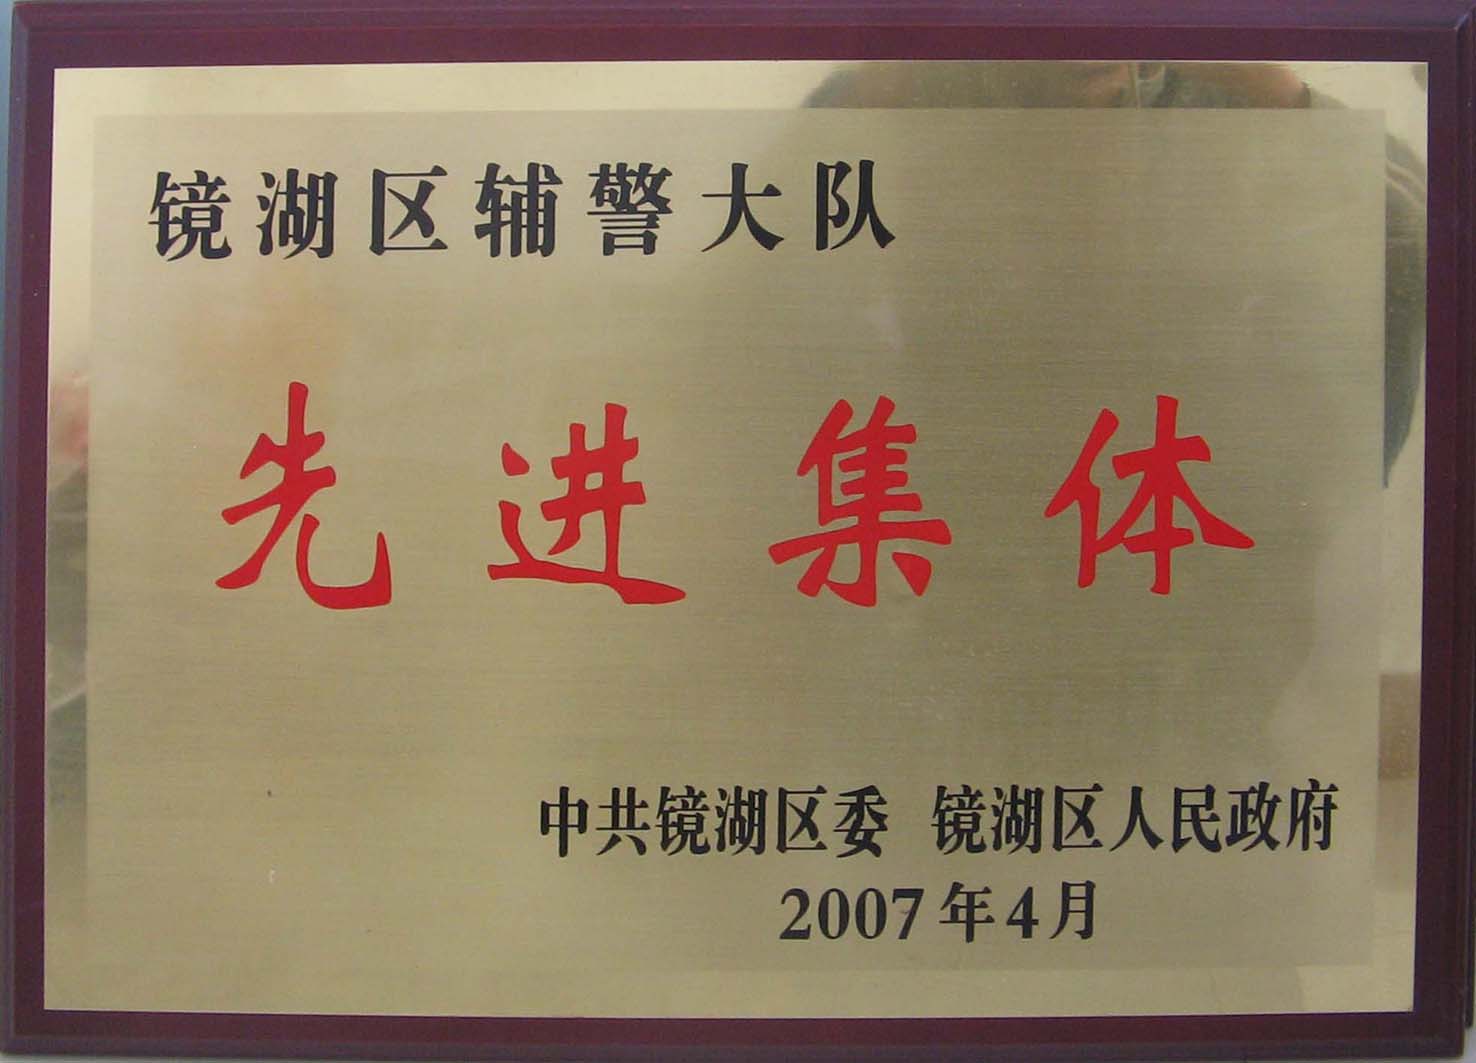 镜湖区辅警大队
先进集体
中共镜湖区委 镜湖区人民政府
2007年4月